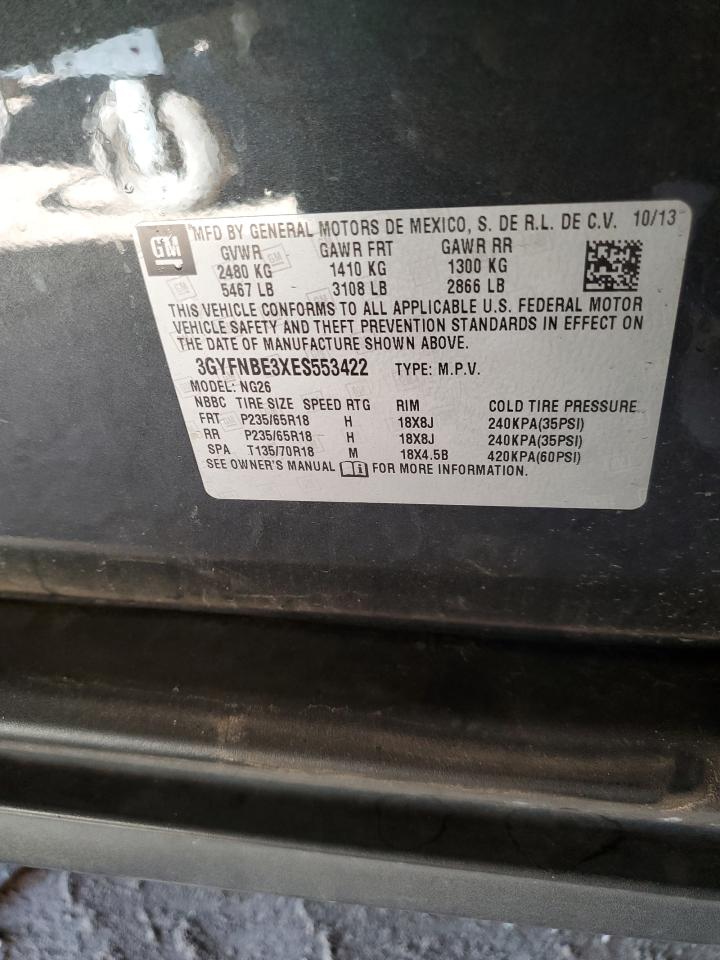 GM
MFD BY GENERAL MOTORS DE MEXICO, S. DE R.L. DE C.V. 10/13
GVWR GAWR FRT GAWR RR
2480 KG 1410 KG 1300 KG
5467 LB 3108 LB 2866 LB
THIS VEHICLE CONFORMS TO ALL APPLICABLE U.S. FEDERAL MOTOR
VEHICLE SAFETY AND THEFT PREVENTION STANDARDS IN EFFECT ON
THE DATE OF MANUFACTURE SHOWN ABOVE.
3GYFNBE3XES553422 TYPE: M.P.V.
MODEL: NG26
NBBC TIRE SIZE SPEED RTG RIM COLD TIRE PRESSURE
FRT P235/65R18 H 18X8J 240KPA(35PSI)
RR P235/65R18 H 18X8J 240KPA(35PSI)
SPA T135/70R18 M 18X4.5B 420KPA(60PSI)
SEE OWNER'S MANUAL FOR MORE INFORMATION.